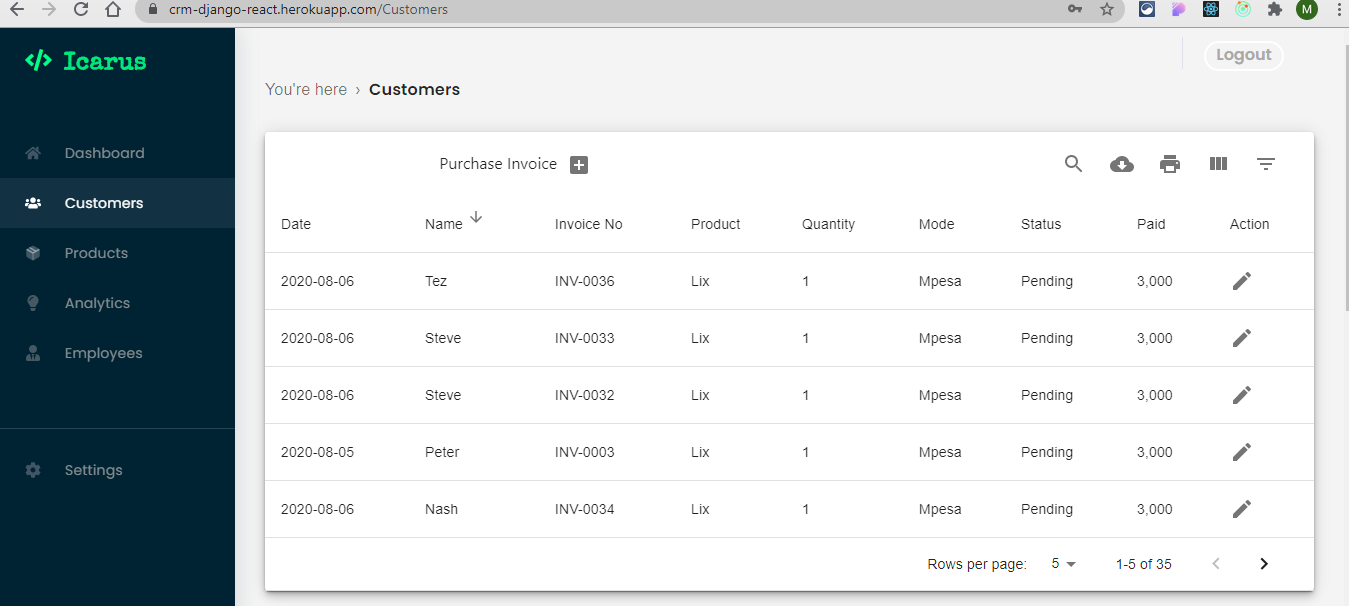 crm-django-react.herokuapp.com/Customers
M
</> Icarus
Logout
You're here › Customers
Dashboard
Customers
Products
Analytics
Employees
Settings
Purchase Invoice
Date Name Invoice No Product Quantity Mode Status Paid Action
2020-08-06 Tez INV-0036 Lix 1 Mpesa Pending 3,000
2020-08-06 Steve INV-0033 Lix 1 Mpesa Pending 3,000
2020-08-06 Steve INV-0032 Lix 1 Mpesa Pending 3,000
2020-08-05 Peter INV-0003 Lix 1 Mpesa Pending 3,000
2020-08-06 Nash INV-0034 Lix 1 Mpesa Pending 3,000
Rows per page: 5 1-5 of 35